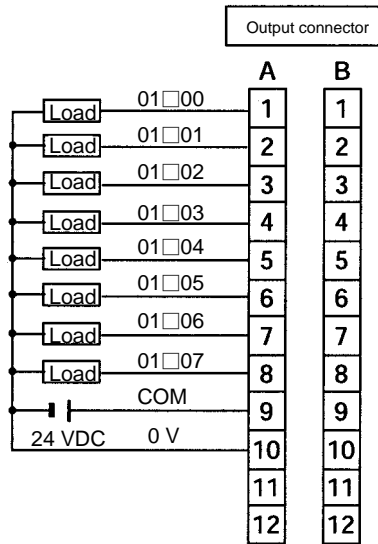 Output connector
A B
Load 01□00 1 1
Load 01□01 2 2
Load 01□02 3 3
Load 01□03 4 4
Load 01□04 5 5
Load 01□05 6 6
Load 01□06 7 7
Load 01□07 8 8
COM 9 9
24 VDC 0 V 10 10
11 11
12 12